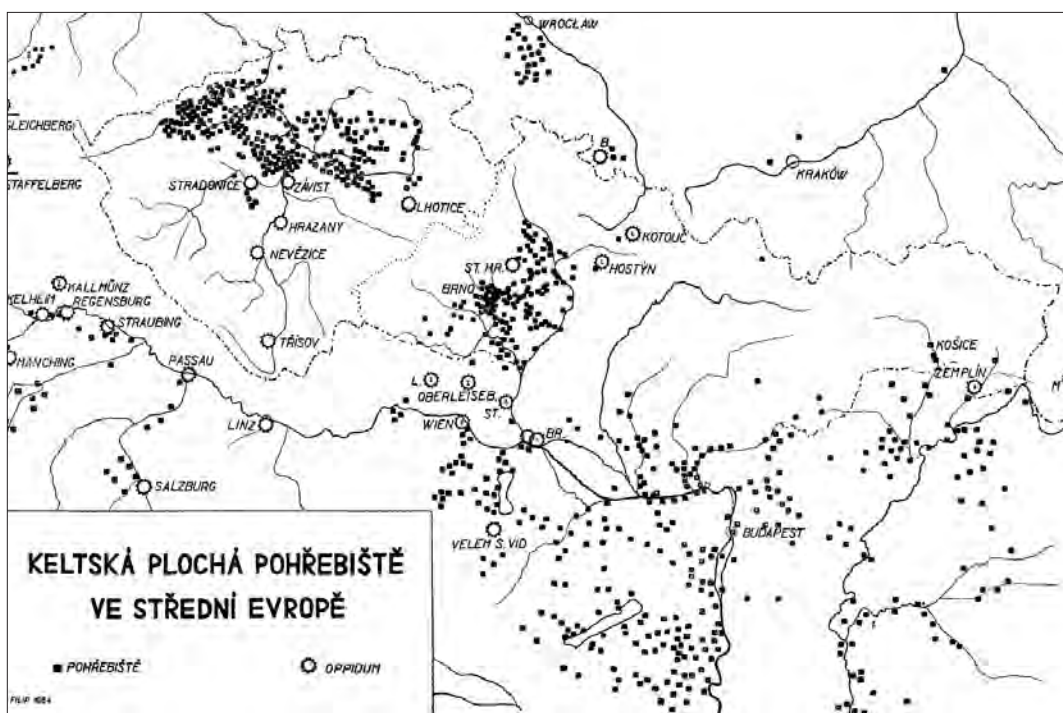 WROCŁAW
GLEICHBERG
B.
KRAKÓW
STAFFELBERG
STRADONICE
ZÁVIST
LHOTICE
HRAZANY
KOTOUČ
NEVĚZICE
ST. HR.
HOSTÝN
BRNO
KALLMÜNZ
KELHEIM
REGENSBURG
STRAUBING
TŘÍSOV
KOŠICE
MANCHING
PASSAU
ZEMPLÍN
M
L.
OBERLEISEB.
ST.
LINZ
WIEN
BR.
SALZBURG
VELEM S. VID
BUDAPEST
KELTSKÁ PLOCHÁ POHŘEBIŠTĚ
VE STŘEDNÍ EVROPĚ
POHŘEBIŠTĚ
OPPIDUM
FILIP 1984